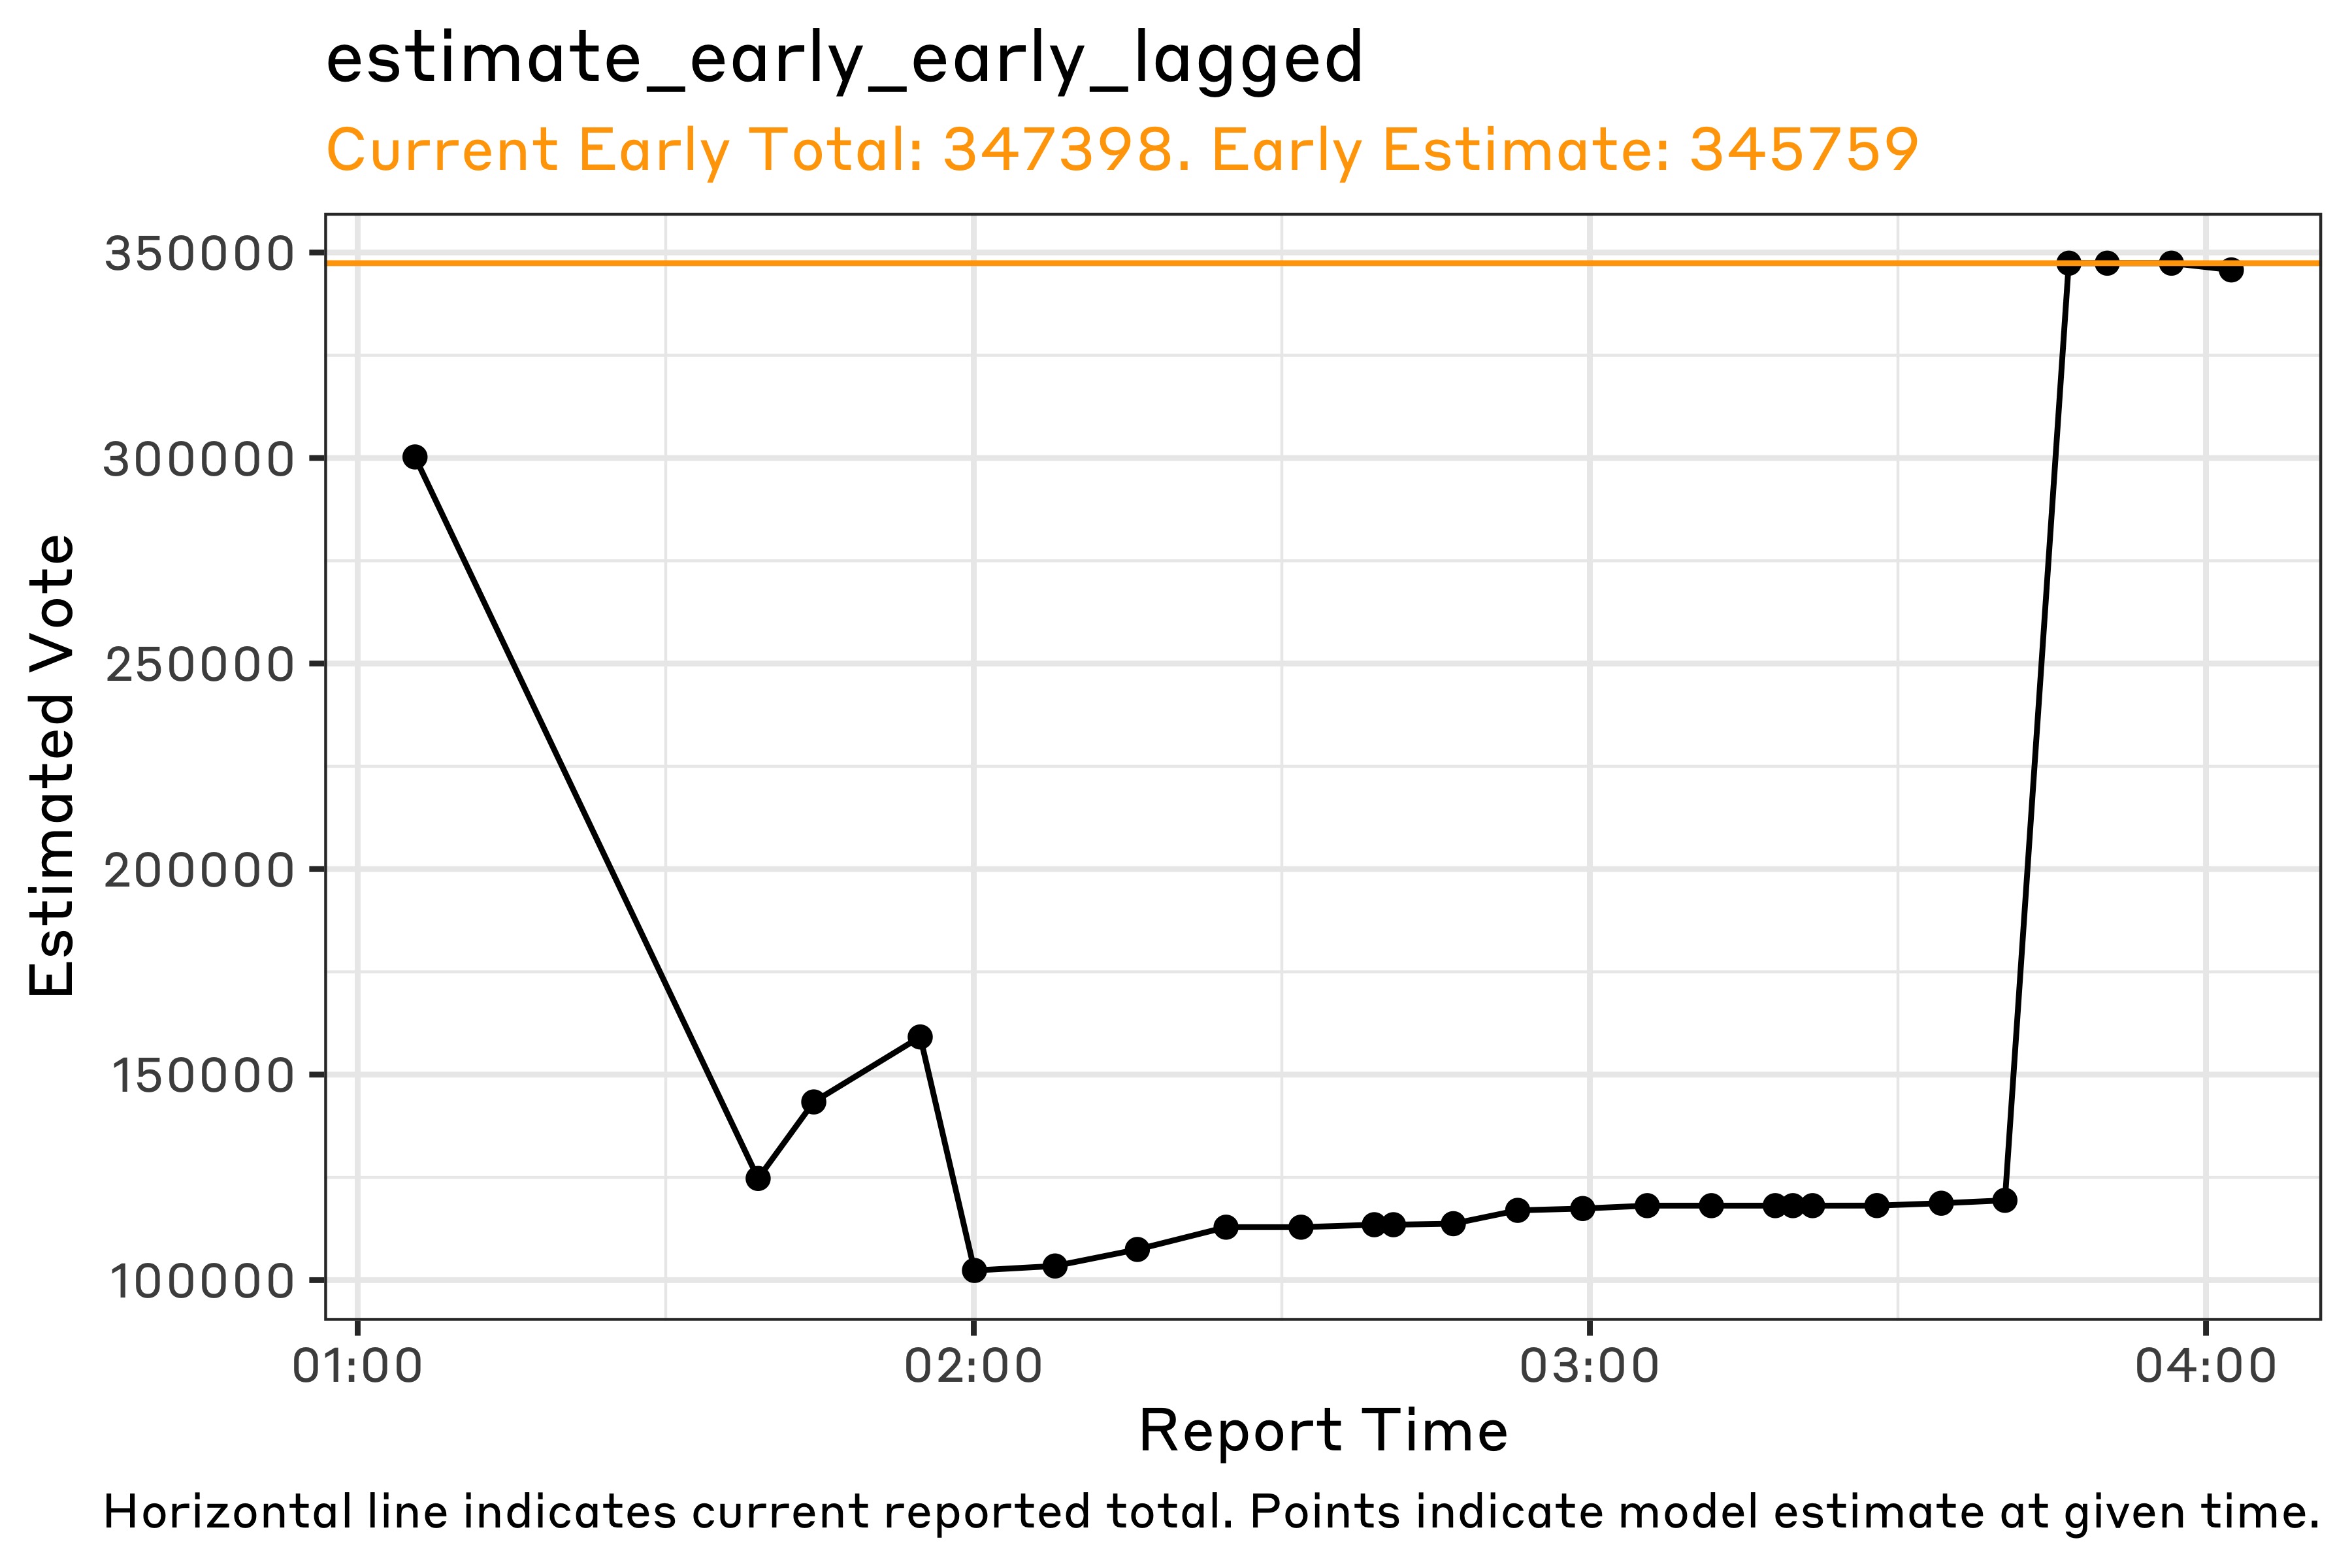 estimate_early_early_lagged
Current Early Total: 347398. Early Estimate: 345759
Estimated Vote
350000
300000
250000
200000
150000
100000
01:00 02:00 03:00 04:00
Report Time
Horizontal line indicates current reported total. Points indicate model estimate at given time.